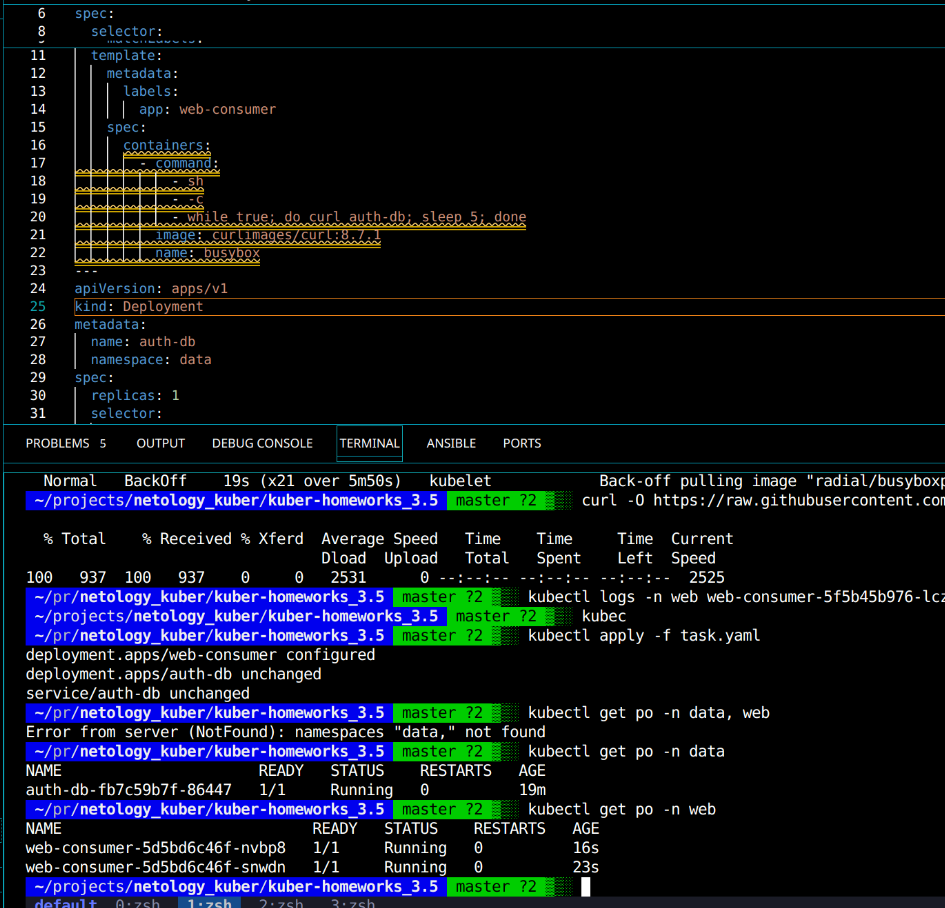 6 spec:
8 selector:
9 matchLabels:
11 template:
12 metadata:
13 labels:
14 app: web-consumer
15 spec:
16 containers:
17 - command:
18 - sh
19 - -c
20 - while true; do curl auth-db; sleep 5; done
21 image: curlimages/curl:8.7.1
22 name: busybox
23 ---
24 apiVersion: apps/v1
25 kind: Deployment
26 metadata:
27 name: auth-db
28 namespace: data
29 spec:
30 replicas: 1
31 selector:
PROBLEMS 5 OUTPUT DEBUG CONSOLE TERMINAL ANSIBLE PORTS
Normal BackOff 19s (x21 over 5m50s) kubelet Back-off pulling image "radial/busyboxp
~/projects/netology_kuber/kuber-homeworks_3.5 master ?2 curl -O https://raw.githubusercontent.com
% Total % Received % Xferd Average Speed Time Time Time Current
Dload Upload Total Spent Left Speed
100 937 100 937 0 0 2531 0 --:--:-- --:--:-- --:--:-- 2525
~/pr/netology_kuber/kuber-homeworks_3.5 master ?2 kubectl logs -n web web-consumer-5f5b45b976-lcz
~/projects/netology_kuber/kuber-homeworks_3.5 master ?2 kubec
~/pr/netology_kuber/kuber-homeworks_3.5 master ?2 kubectl apply -f task.yaml
deployment.apps/web-consumer configured
deployment.apps/auth-db unchanged
service/auth-db unchanged
~/pr/netology_kuber/kuber-homeworks_3.5 master ?2 kubectl get po -n data, web
Error from server (NotFound): namespaces "data," not found
~/pr/netology_kuber/kuber-homeworks_3.5 master ?2 kubectl get po -n data
NAME READY STATUS RESTARTS AGE
auth-db-fb7c59b7f-86447 1/1 Running 0 19m
~/pr/netology_kuber/kuber-homeworks_3.5 master ?2 kubectl get po -n web
NAME READY STATUS RESTARTS AGE
web-consumer-5d5bd6c46f-nvbp8 1/1 Running 0 16s
web-consumer-5d5bd6c46f-snwdn 1/1 Running 0 23s
~/projects/netology_kuber/kuber-homeworks_3.5 master ?2
default 0:zsh 1:zsh 2:zsh 3:zsh